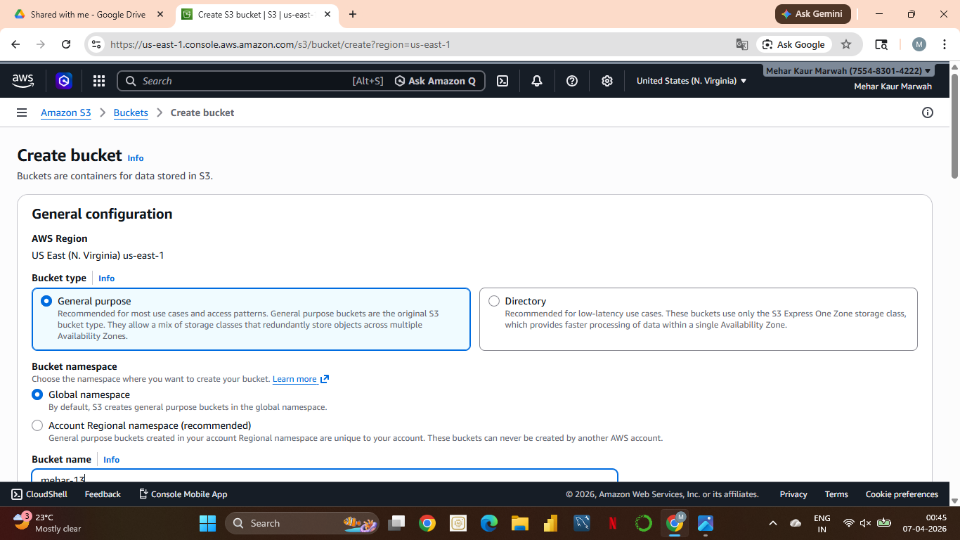 Shared with me - Google Drive
Create S3 bucket | S3 | us-east-
Ask Gemini
https://us-east-1.console.aws.amazon.com/s3/bucket/create?region=us-east-1
Ask Google
M
aws
Search
[Alt+S]
Ask Amazon Q
United States (N. Virginia)
Mehar Kaur Marwah (7554-8301-4222)
Mehar Kaur Marwah
Amazon S3
Buckets
Create bucket
Create bucket
Info
Buckets are containers for data stored in S3.
General configuration
AWS Region
US East (N. Virginia) us-east-1
Bucket type
Info
General purpose
Recommended for most use cases and access patterns. General purpose buckets are the original S3
bucket type. They allow a mix of storage classes that redundantly store objects across multiple
Availability Zones.
Directory
Recommended for low-latency use cases. These buckets use only the S3 Express One Zone storage class,
which provides faster processing of data within a single Availability Zone.
Bucket namespace
Choose the namespace where you want to create your bucket. Learn more
Global namespace
By default, S3 creates general purpose buckets in the global namespace.
Account Regional namespace (recommended)
General purpose buckets created in your account Regional namespace are unique to your account. These buckets can never be created by another AWS account.
Bucket name
Info
mehar-13
CloudShell
Feedback
Console Mobile App
© 2026, Amazon Web Services, Inc. or its affiliates.
Privacy
Terms
Cookie preferences
3
23°C
Mostly clear
Search
N
M
ENG
IN
00:45
07-04-2026